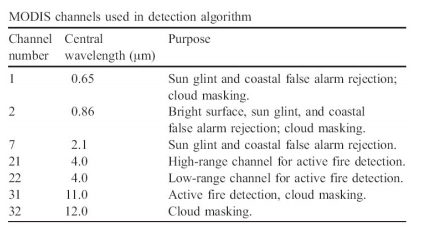 MODIS channels used in detection algorithm
Channel number Central wavelength (μm) Purpose
1 0.65 Sun glint and coastal false alarm rejection;
cloud masking.
2 0.86 Bright surface, sun glint, and coastal
false alarm rejection; cloud masking.
7 2.1 Sun glint and coastal false alarm rejection.
21 4.0 High-range channel for active fire detection.
22 4.0 Low-range channel for active fire detection.
31 11.0 Active fire detection, cloud masking.
32 12.0 Cloud masking.